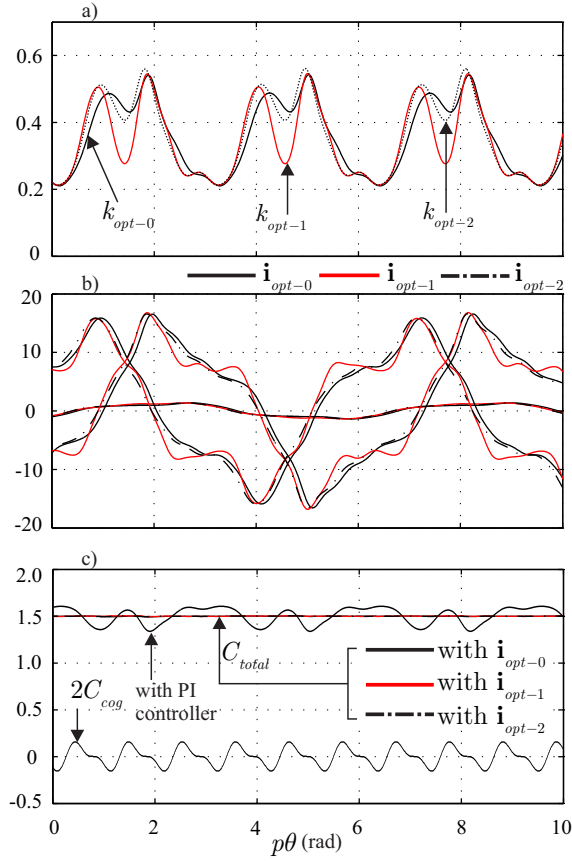 a)
0.6
0.4
0.2
0
k_opt−0
k_opt−1
k_opt−2
b)
i_opt−0 i_opt−1 i_opt−2
20
10
0
-10
-20
c)
2.0
1.5
1.0
0.5
0
-0.5
2C_cog
with PI
controller
C_total
with i_opt−0
with i_opt−1
with i_opt−2
0 2 4 6 8 10
pθ (rad)